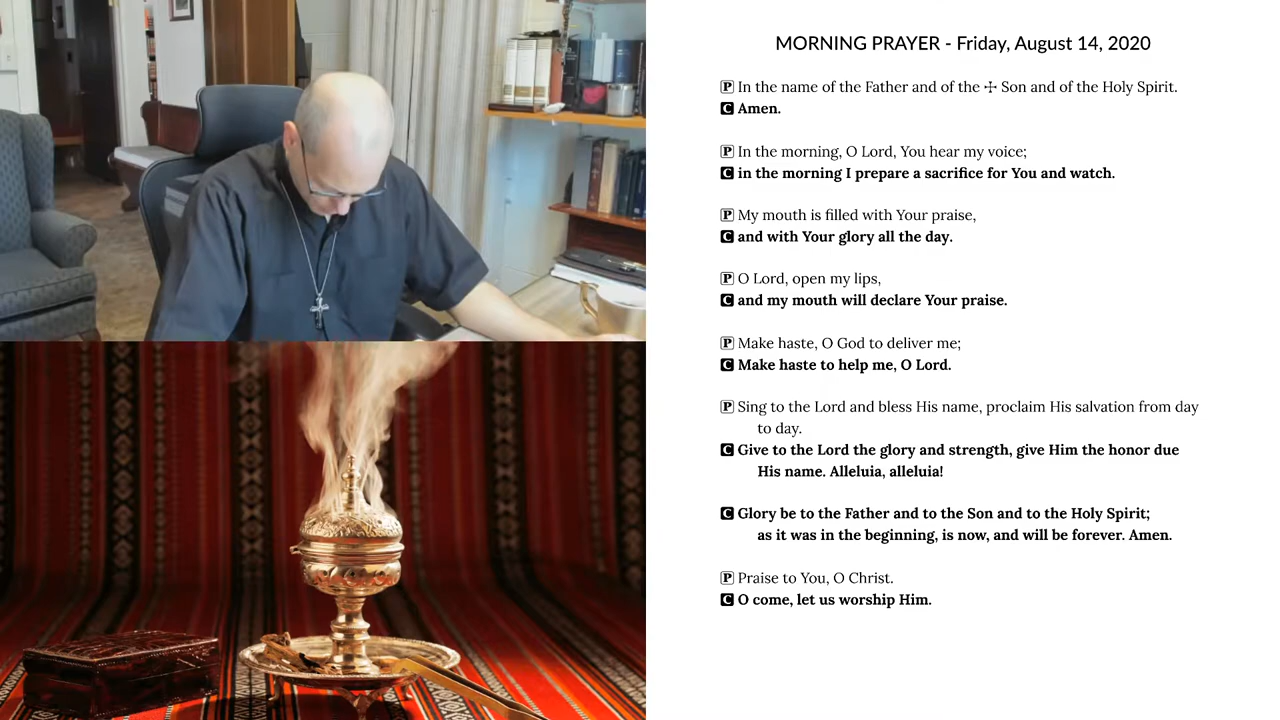 MORNING PRAYER - Friday, August 14, 2020
P In the name of the Father and of the ☩ Son and of the Holy Spirit.
C Amen.
P In the morning, O Lord, You hear my voice;
C in the morning I prepare a sacrifice for You and watch.
P My mouth is filled with Your praise,
C and with Your glory all the day.
P O Lord, open my lips,
C and my mouth will declare Your praise.
P Make haste, O God to deliver me;
C Make haste to help me, O Lord.
P Sing to the Lord and bless His name, proclaim His salvation from day
to day.
C Give to the Lord the glory and strength, give Him the honor due
His name. Alleluia, alleluia!
C Glory be to the Father and to the Son and to the Holy Spirit;
as it was in the beginning, is now, and will be forever. Amen.
P Praise to You, O Christ.
C O come, let us worship Him.